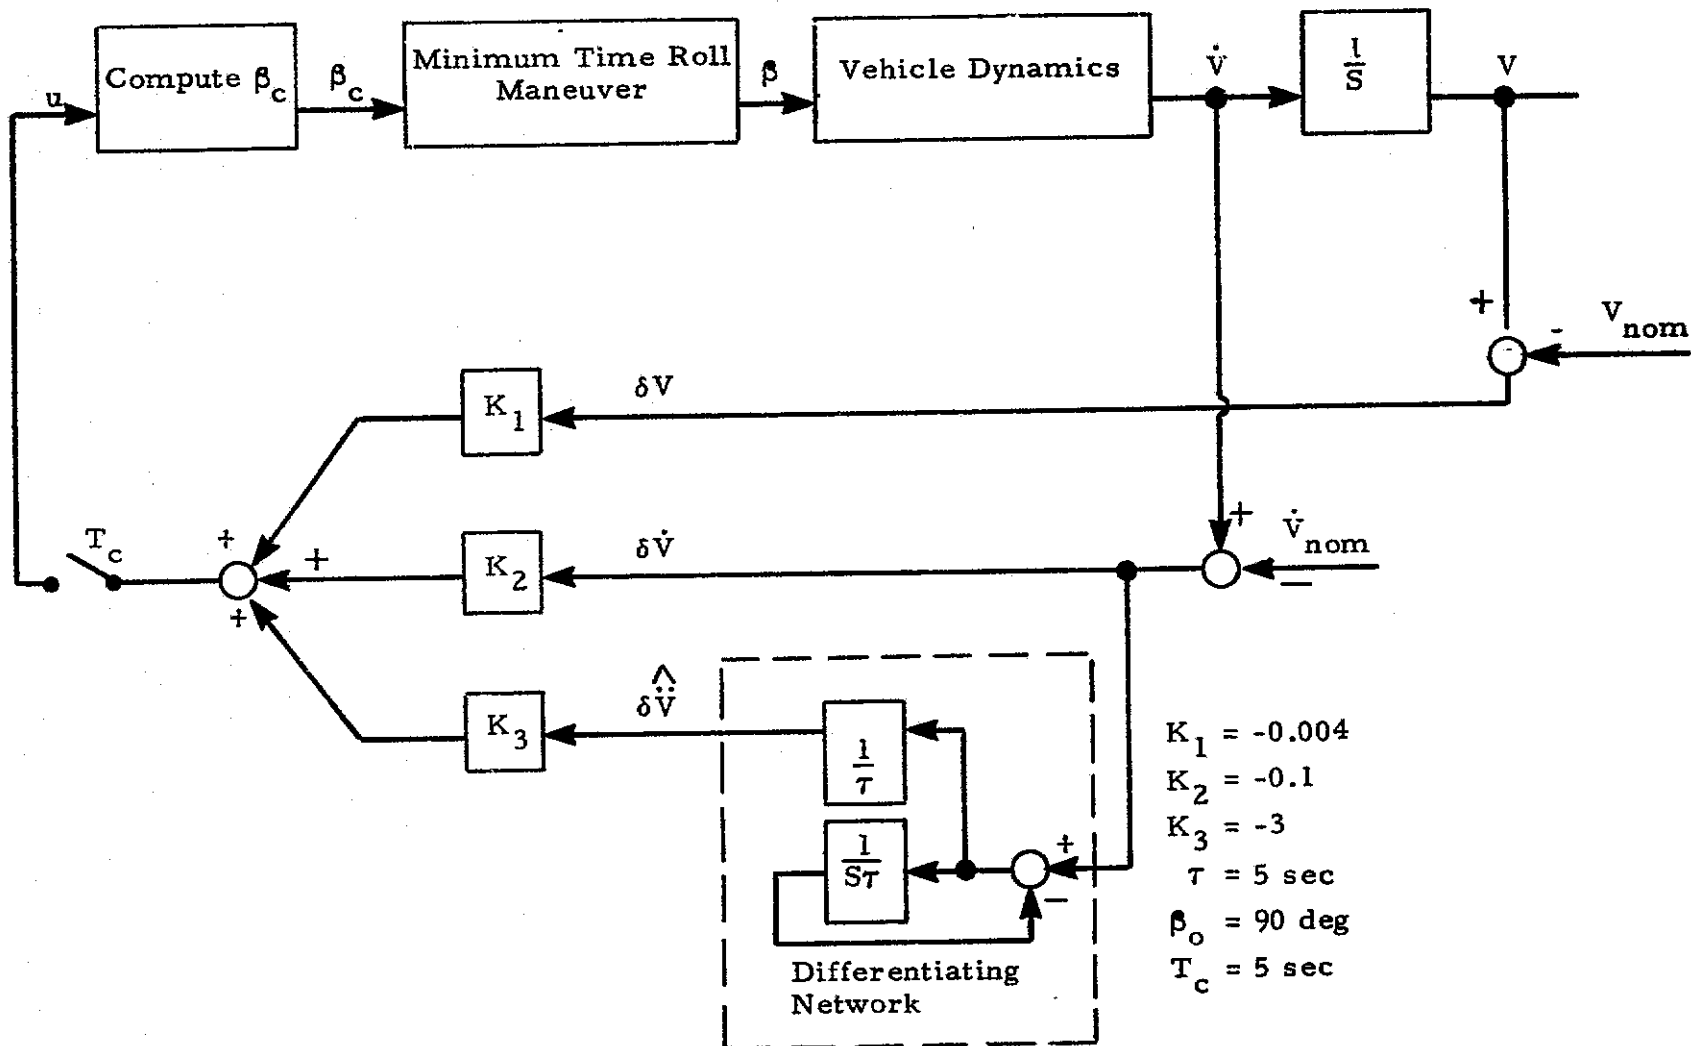 u
Compute β_c
β_c
Minimum Time Roll
Maneuver
β
Vehicle Dynamics
V̇
1
S
V
+
-
V_nom
δV
K_1
T_c
+
+
+
K_2
δV̇
+
V̇_nom
−
K_3
δV̈^
1
τ
1
Sτ
+
−
Differentiating
Network
K_1 = -0.004
K_2 = -0.1
K_3 = -3
τ = 5 sec
β_o = 90 deg
T_c = 5 sec